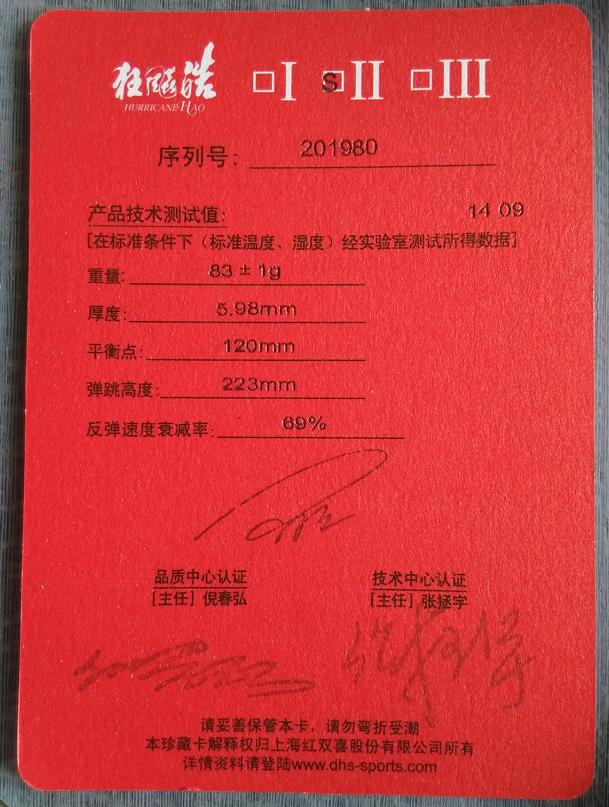 狂飚皓 □I S□II □III
HURRICANE·HAO
序列号: 201980
产品技术测试值: 14 09
[在标准条件下（标准温度、湿度）经实验室测试所得数据]
重量: 83 ± 1g
厚度: 5.98mm
平衡点: 120mm
弹跳高度: 223mm
反弹速度衰减率: 69%
品质中心认证 技术中心认证
[主任] 倪春弘 [主任] 张拯宇
请妥善保管本卡，请勿弯折受潮
本珍藏卡解释权归上海红双喜股份有限公司所有
详情资料请登陆www.dhs-sports.com